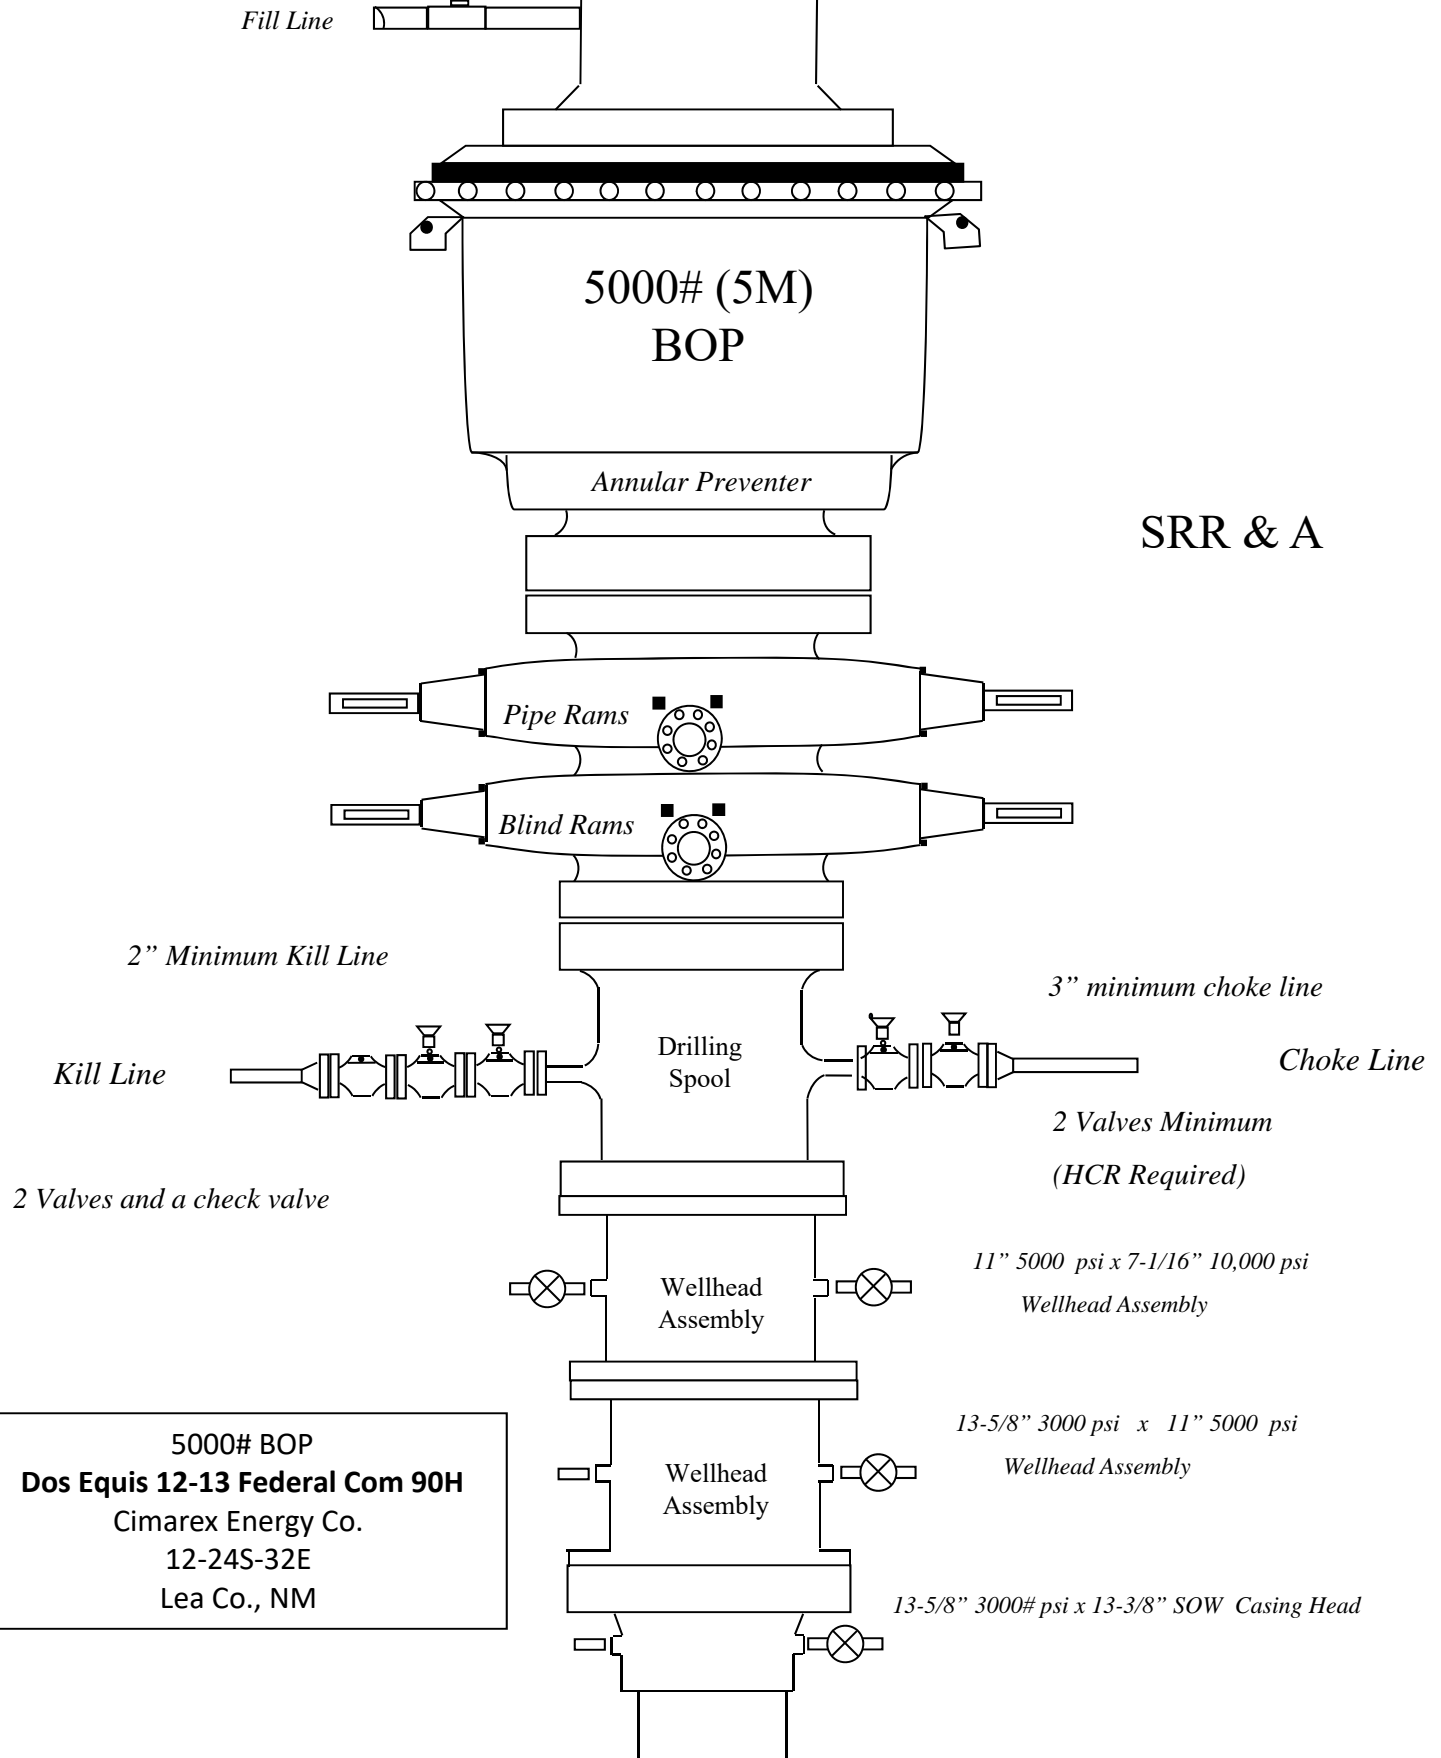 Fill Line
5000# (5M)
BOP
Annular Preventer
SRR & A
Pipe Rams
Blind Rams
2” Minimum Kill Line
3” minimum choke line
Drilling
Spool
Kill Line
Choke Line
2 Valves Minimum
(HCR Required)
2 Valves and a check valve
11” 5000  psi x 7-1/16” 10,000 psi
Wellhead Assembly
Wellhead
Assembly
13-5/8” 3000 psi   x   11” 5000  psi
Wellhead Assembly
Wellhead
Assembly
5000# BOP
Dos Equis 12-13 Federal Com 90H
Cimarex Energy Co.
12-24S-32E
Lea Co., NM
13-5/8” 3000# psi x 13-3/8” SOW  Casing Head